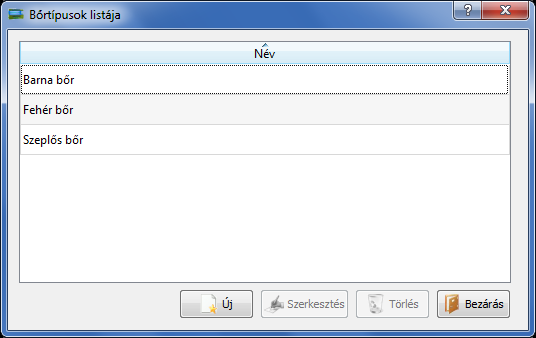 Bőrtípusok listája
?
Név
Barna bőr
Fehér bőr
Szeplős bőr
Új Szerkesztés Törlés Bezárás